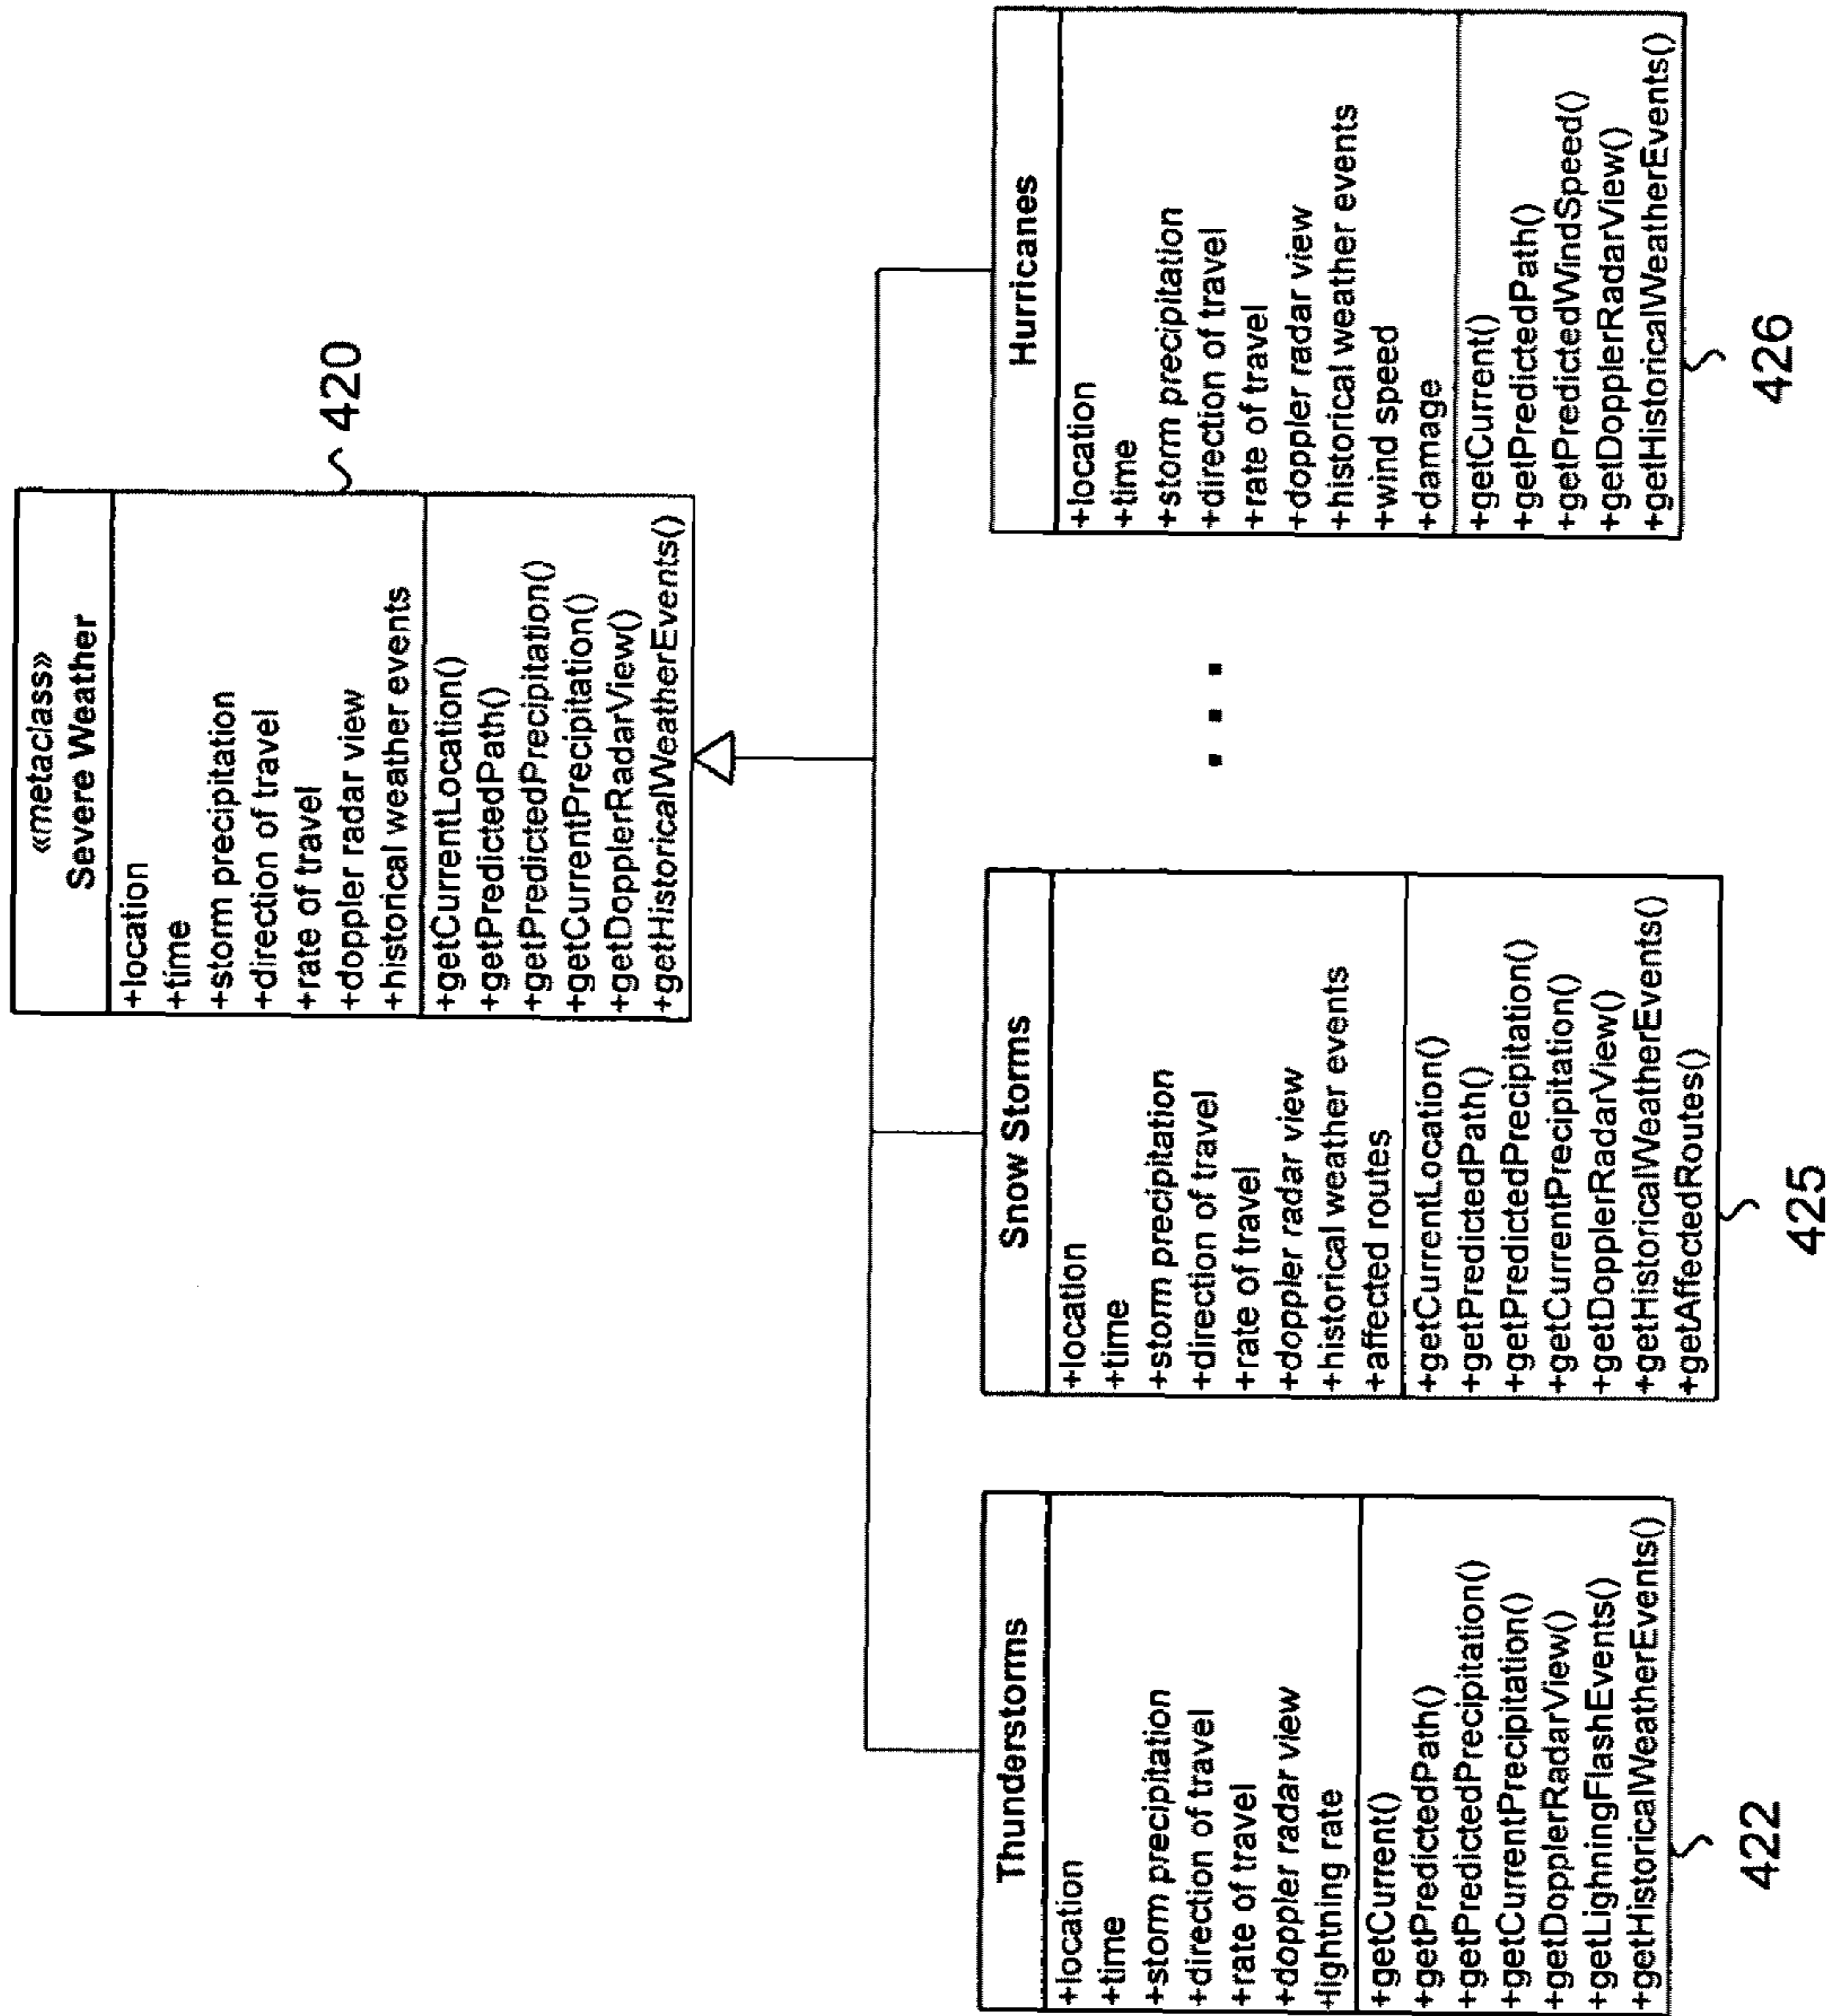 «metaclass»
Severe Weather
+location
+time
+storm precipitation
+direction of travel
+rate of travel
+doppler radar view
+historical weather events
+getCurrentLocation()
+getPredictedPath()
+getPredictedPrecipitation()
+getCurrentPrecipitation()
+getDopplerRadarView()
+getHistoricalWeatherEvents()
420
Thunderstorms
+location
+time
+storm precipitation
+direction of travel
+rate of travel
+doppler radar view
+lightning rate
+getCurrent()
+getPredictedPath()
+getPredictedPrecipitation()
+getCurrentPrecipitation()
+getDopplerRadarView()
+getLighningFlashEvents()
+getHistoricalWeatherEvents()
422
Snow Storms
+location
+time
+storm precipitation
+direction of travel
+rate of travel
+doppler radar view
+historical weather events
+affected routes
+getCurrentLocation()
+getPredictedPath()
+getPredictedPrecipitation()
+getCurrentPrecipitation()
+getDopplerRadarView()
+getHistoricalWeatherEvents()
+getAffectedRoutes()
425
. . .
Hurricanes
+location
+time
+storm precipitation
+direction of travel
+rate of travel
+doppler radar view
+historical weather events
+wind speed
+damage
+getCurrent()
+getPredictedPath()
+getPredictedWindSpeed()
+getDopplerRadarView()
+getHistoricalWeatherEvents()
426